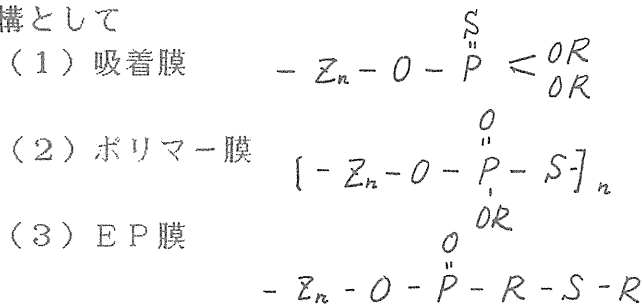 構として
(1)吸着膜 - Zn - O - P(=S) < OR OR
(2)ポリマー膜 [ - Zn - O - P(=O)(OR) - S - ]n
(3)EP膜
- Zn - O - P(=O) - R - S - R